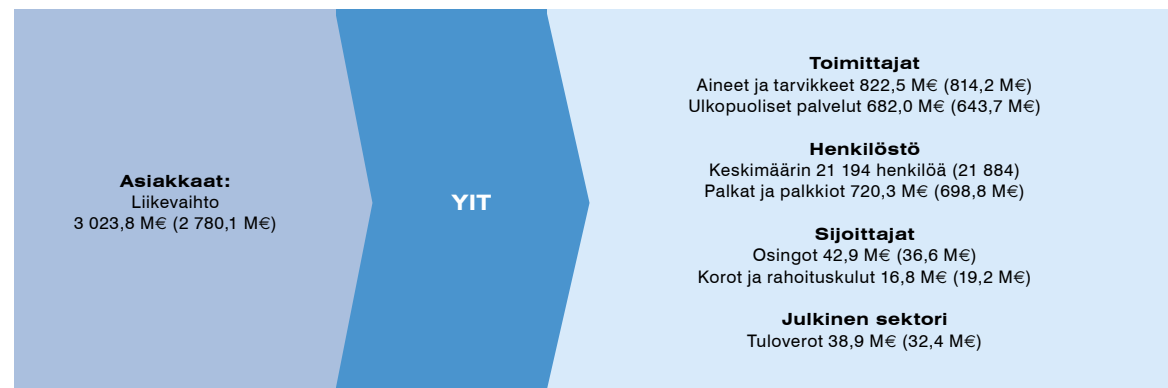 Asiakkaat:
Liikevaihto
3 023,8 M€ (2 780,1 M€)
YIT
Toimittajat
Aineet ja tarvikkeet 822,5 M€ (814,2 M€)
Ulkopuoliset palvelut 682,0 M€ (643,7 M€)
Henkilöstö
Keskimäärin 21 194 henkilöä (21 884)
Palkat ja palkkiot 720,3 M€ (698,8 M€)
Sijoittajat
Osingot 42,9 M€ (36,6 M€)
Korot ja rahoituskulut 16,8 M€ (19,2 M€)
Julkinen sektori
Tuloverot 38,9 M€ (32,4 M€)